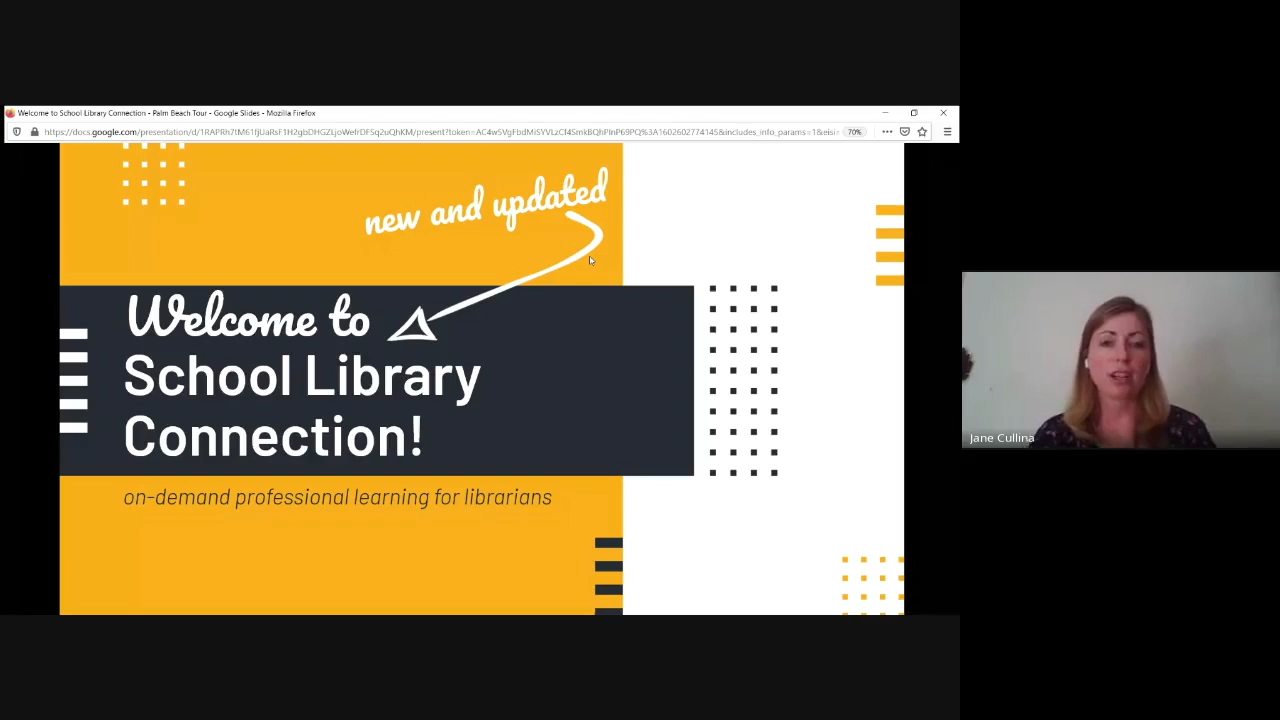 Welcome to School Library Connection - Palm Beach Tour - Google Slides - Mozilla Firefox
70%
new and updated
Welcome to
School Library
Connection!
on-demand professional learning for librarians
Jane Cullina